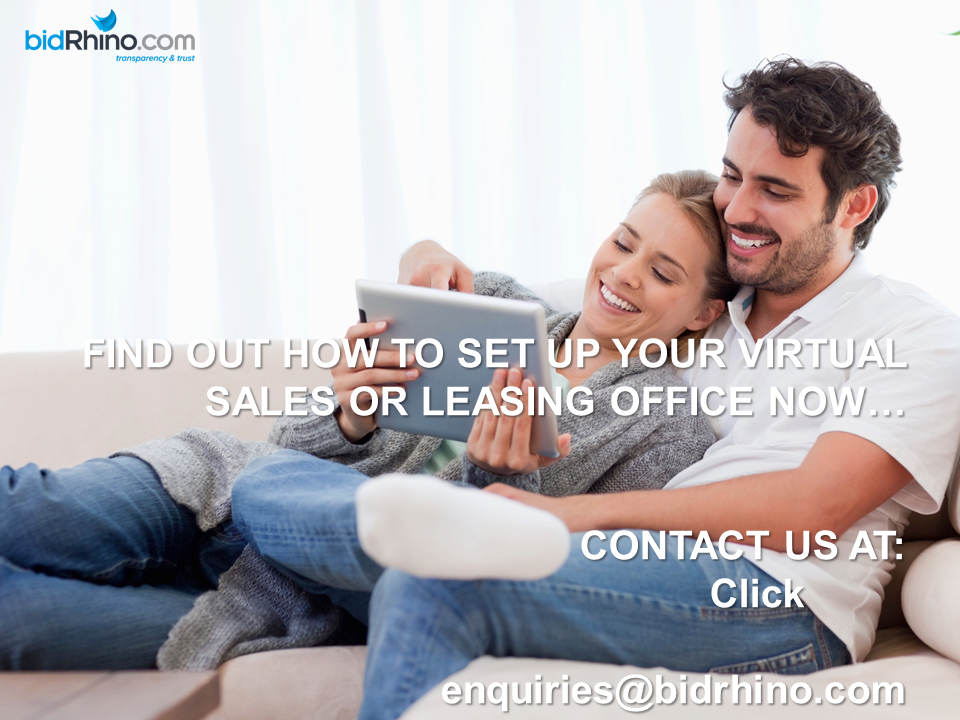 bidRhino.com
transparency & trust
FIND OUT HOW TO SET UP YOUR VIRTUAL
SALES OR LEASING OFFICE NOW…
CONTACT US AT:
Click
enquiries@bidrhino.com